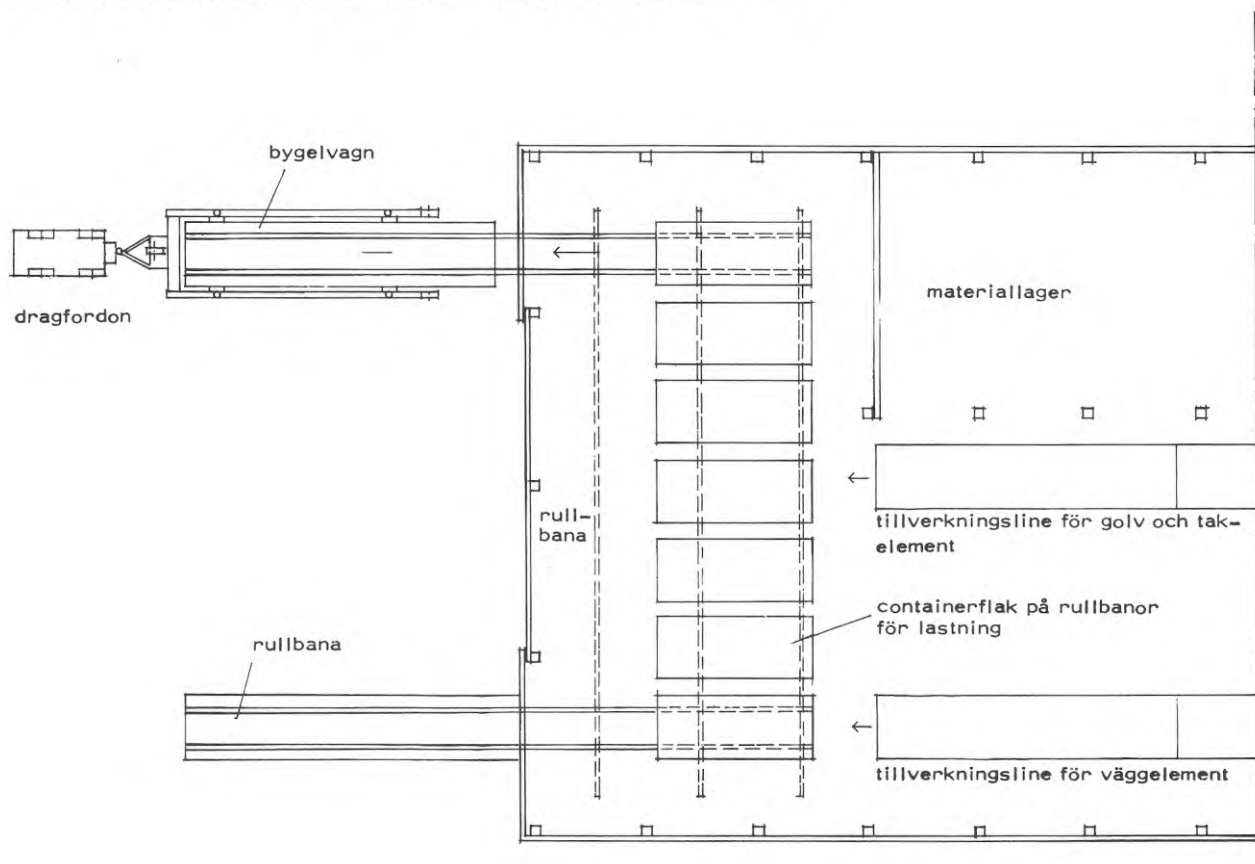 bygelvagn
dragfordon
materiallager
rull-
bana
tillverkningsline för golv och tak-
element
containerflak på rullbanor
för lastning
rullbana
tillverkningsline för väggelement